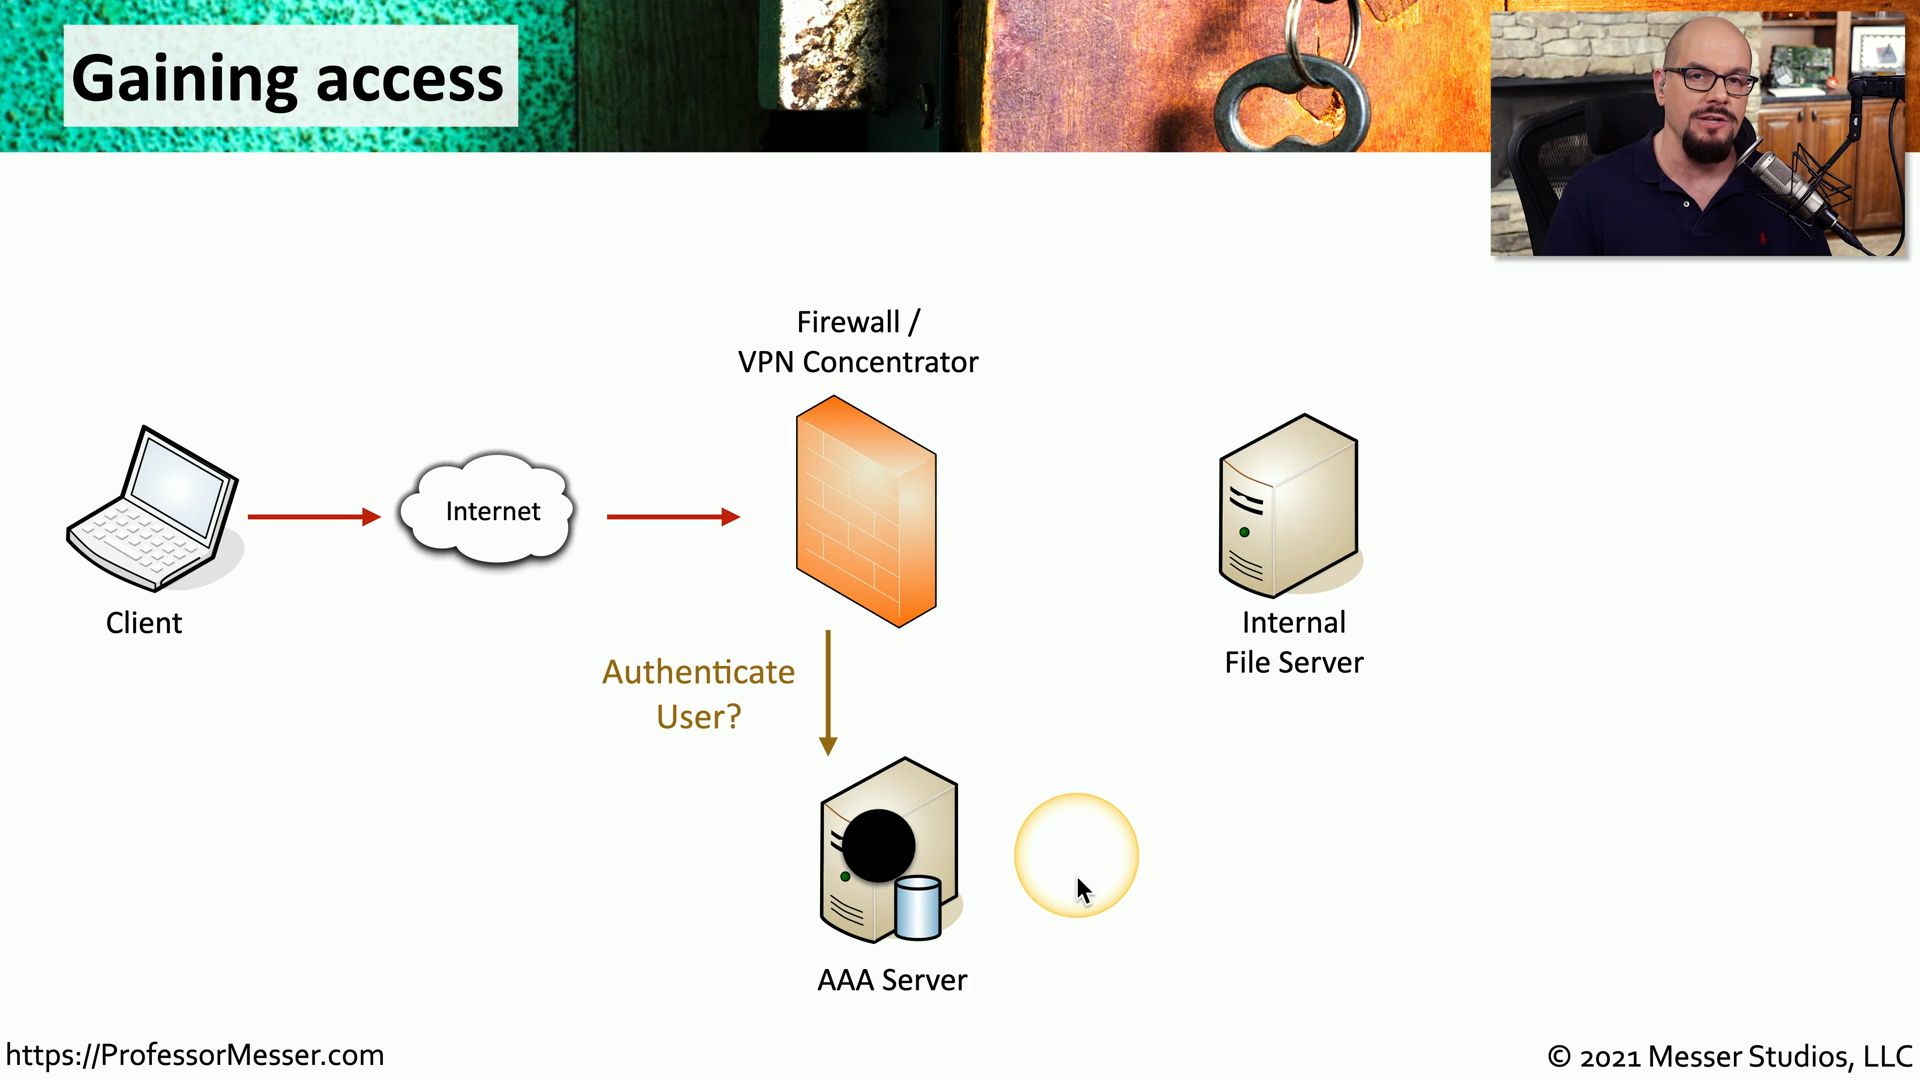 Gaining access
Firewall /
VPN Concentrator
Internet
Client
Internal
File Server
Authenticate
User?
AAA Server
https://ProfessorMesser.com
© 2021 Messer Studios, LLC